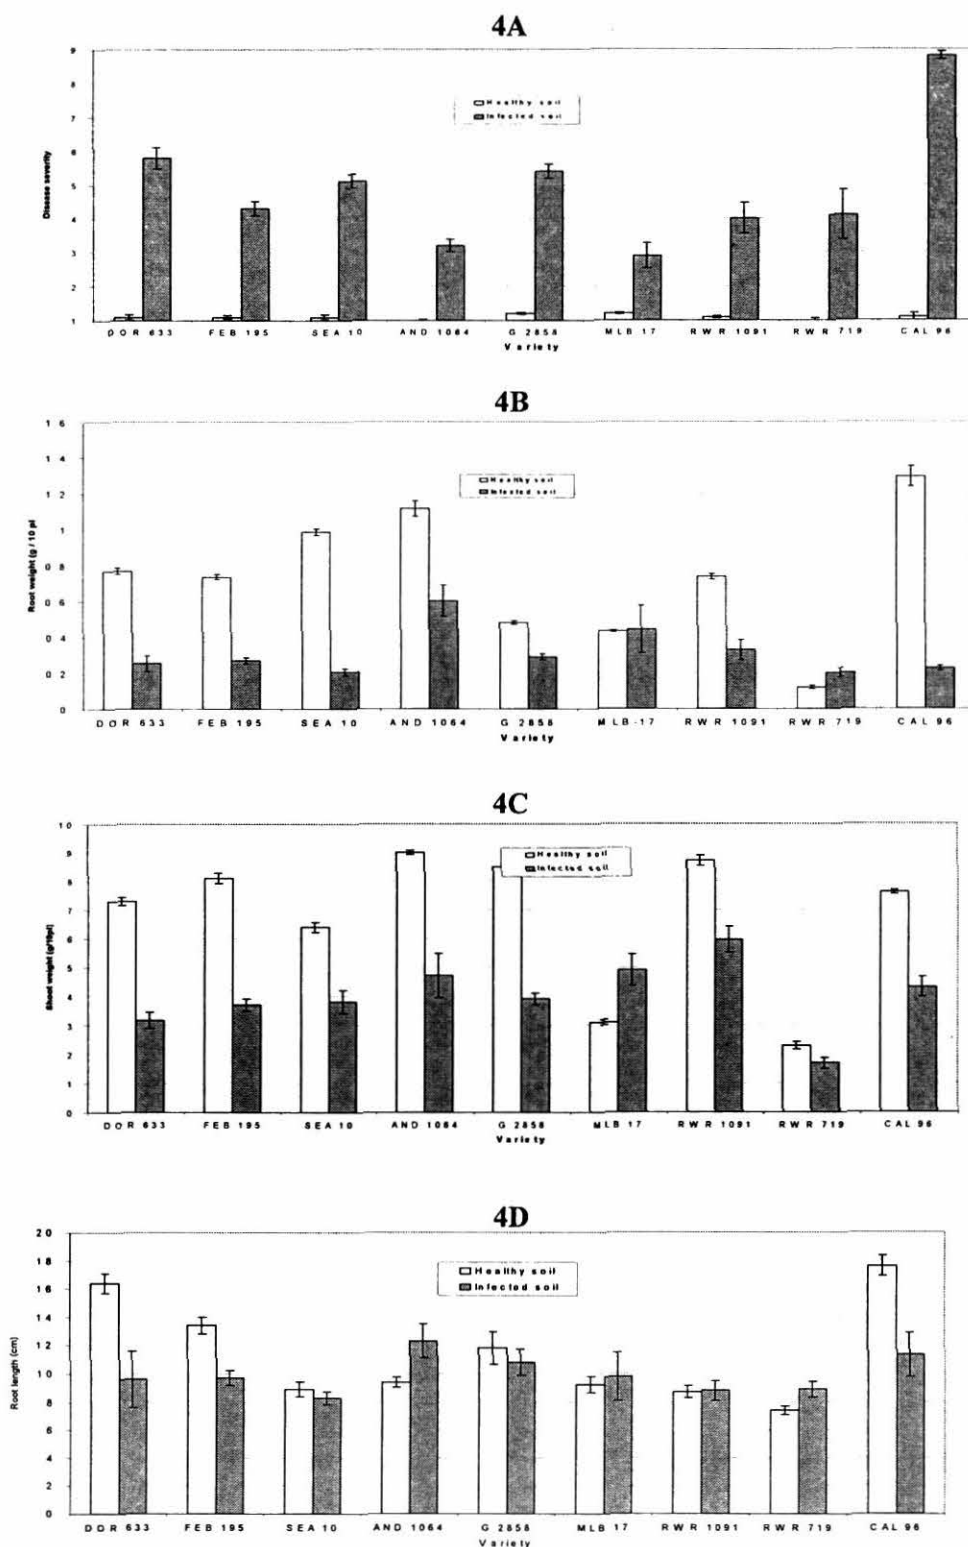 4A
9
8
7
6
5
4
3
2
1
Disease severity
Healthy soil
Infected soil
DOR 633 FEB 195 SEA 10 AND 1064 G 2858 MLB 17 RWR 1091 RWR 719 CAL 96
Variety
4B
1 6
1 4
1 2
1
0 8
0 6
0 4
0 2
0
Root weight (g / 10 pl)
Healthy soil
Infected soil
DOR 633 FEB 195 SEA 10 AND 1064 G 2858 MLB-17 RWR 1091 RWR 719 CAL 96
Variety
4C
10
9
8
7
6
5
4
3
2
1
0
Shoot weight (g/10pl)
Healthy soil
Infected soil
DOR 633 FEB 195 SEA 10 AND 1064 G 2858 MLB 17 RWR 1091 RWR 719 CAL 96
Variety
4D
20
18
16
14
12
10
8
6
4
2
0
Root length (cm)
Healthy soil
Infected soil
DOR 633 FEB 195 SEA 10 AND 1064 G 2858 MLB 17 RWR 1091 RWR 719 CAL 96
Variety